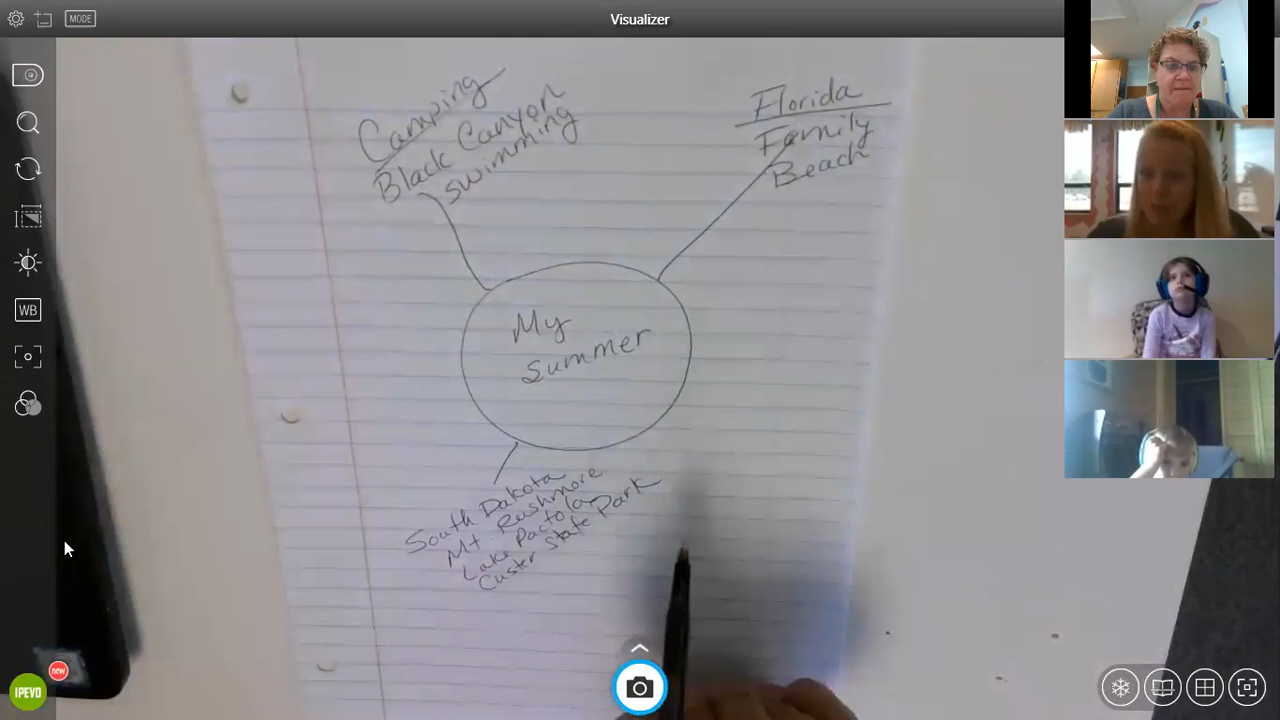 Visualizer
MODE
Camping
Black Canyon
swimming
Florida
Family
Beach
My
Summer
South Dakota
Mt. Rushmore
Lake Pactola
Custer State Park
WB
new
IPEVO